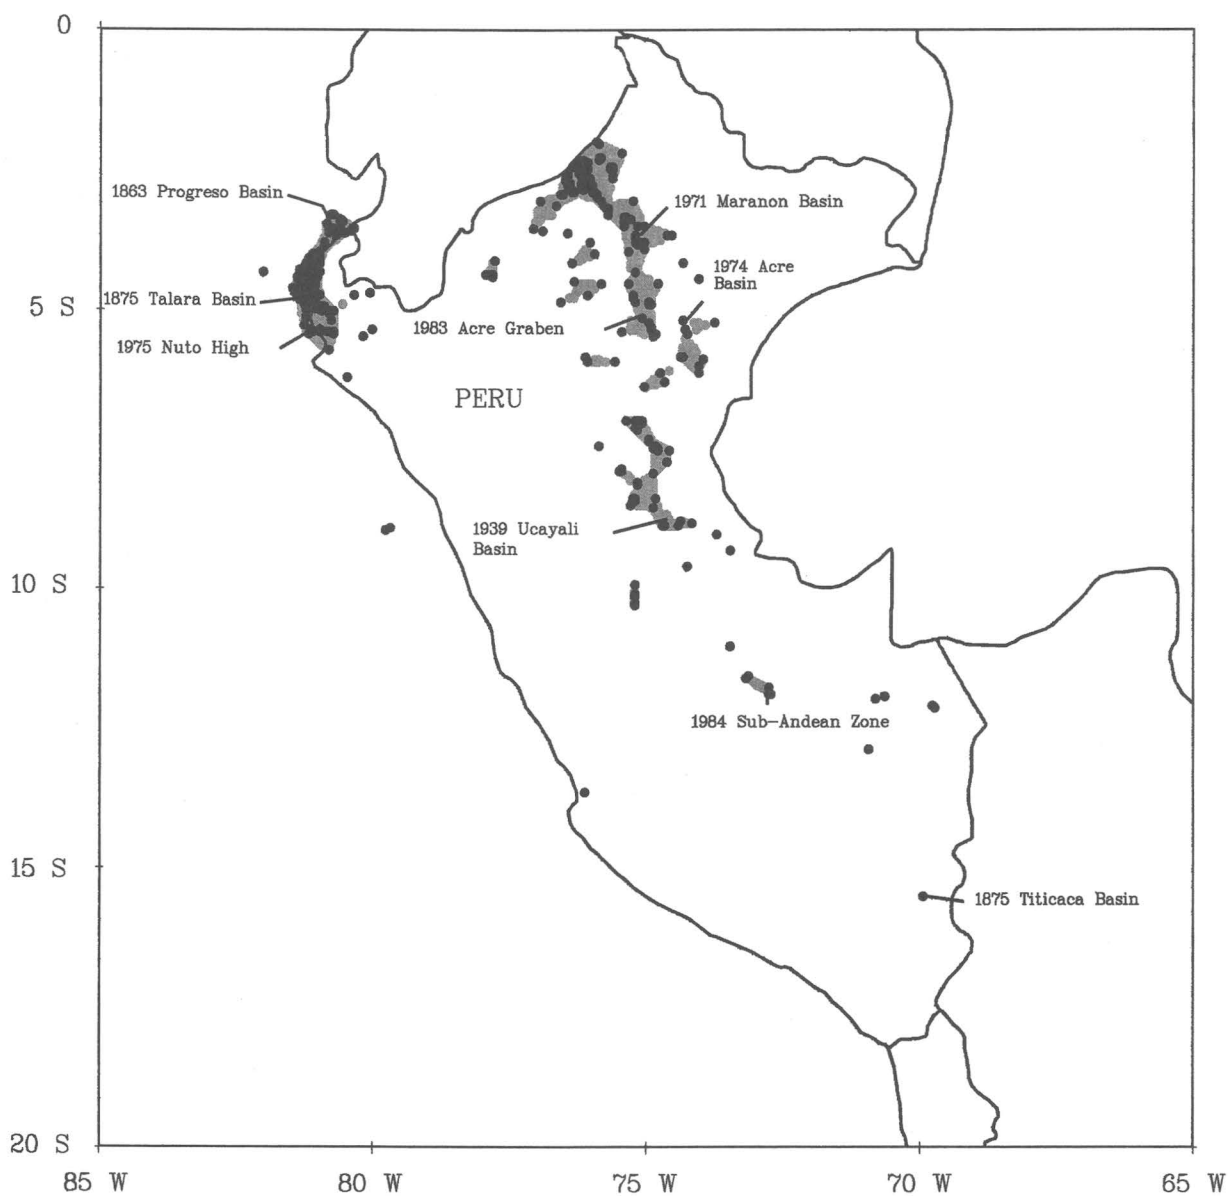 0
1863 Progreso Basin
1971 Maranon Basin
1974 Acre
Basin
1875 Talara Basin
5 S
1983 Acre Graben
1975 Nuto High
PERU
1939 Ucayali
Basin
10 S
1984 Sub-Andean Zone
15 S
1875 Titicaca Basin
20 S
85 W
80 W
75 W
70 W
65 W